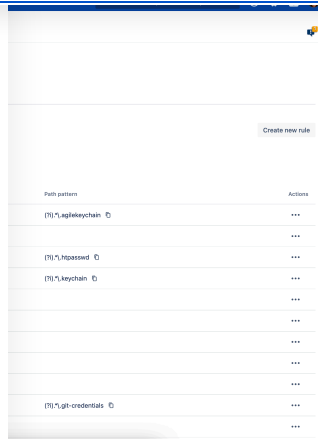 Create new rule
Path pattern
Actions
(?i).*\.agilekeychain
(?i).*\.htpasswd
(?i).*\.keychain
(?i).*\.git-credentials